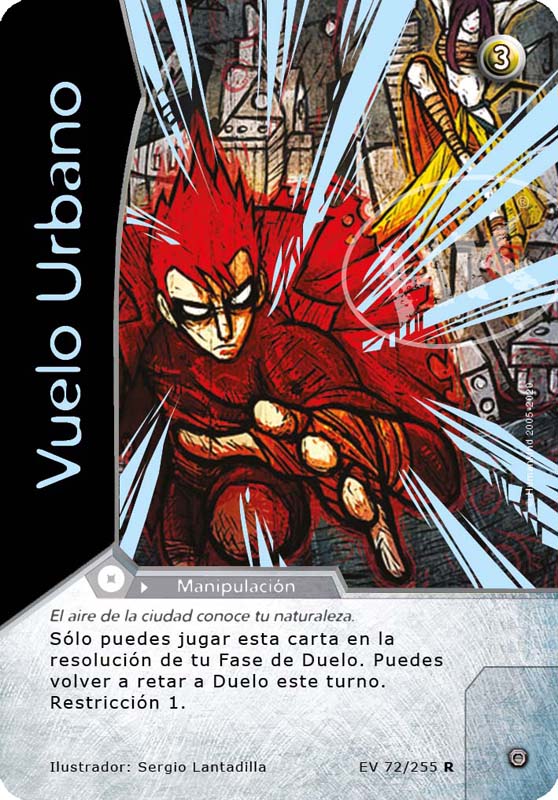 3
Vuelo Urbano
Manipulación
El aire de la ciudad conoce tu naturaleza.
Sólo puedes jugar esta carta en la
resolución de tu Fase de Duelo. Puedes
volver a retar a Duelo este turno.
Restricción 1.
Ilustrador: Sergio Lantadilla
EV 72/255 R